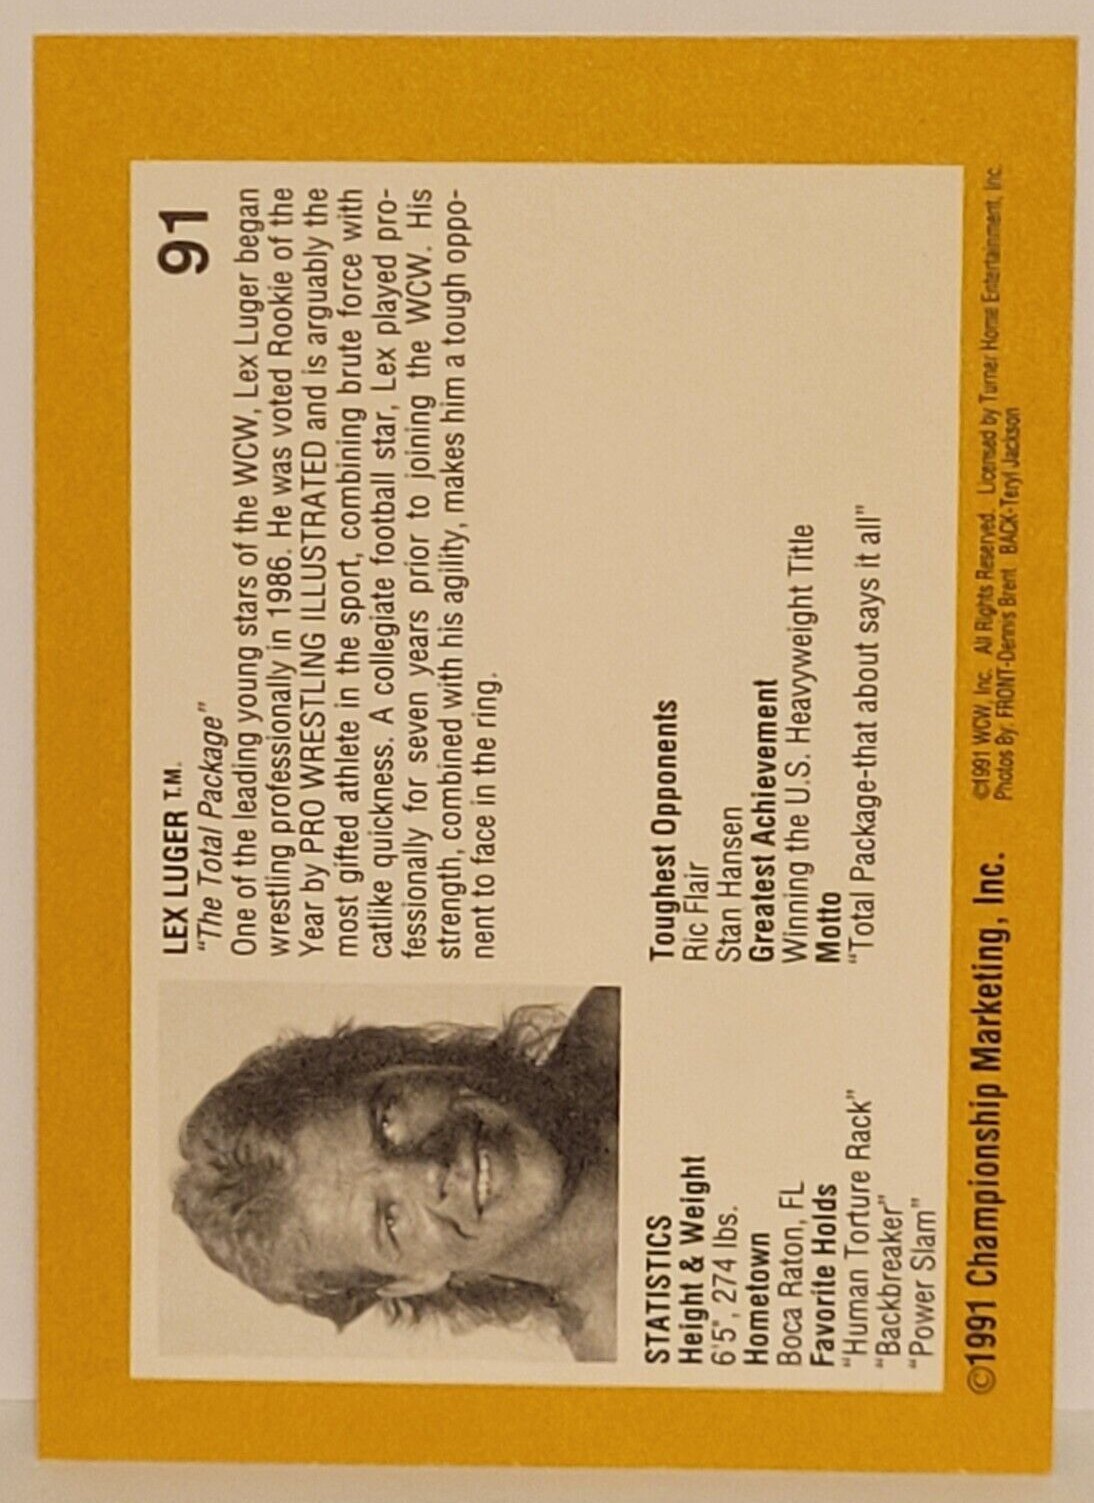 LEX LUGER T.M.
91
"The Total Package"
One of the leading young stars of the WCW, Lex Luger began
wrestling professionally in 1986. He was voted Rookie of the
Year by PRO WRESTLING ILLUSTRATED and is arguably the
most gifted athlete in the sport, combining brute force with
catlike quickness. A collegiate football star, Lex played pro-
fessionally for seven years prior to joining the WCW. His
strength, combined with his agility, makes him a tough oppo-
nent to face in the ring.
STATISTICS
Height & Weight
6'5", 274 lbs.
Hometown
Boca Raton, FL
Favorite Holds
"Human Torture Rack"
"Backbreaker"
"Power Slam"
Toughest Opponents
Ric Flair
Stan Hansen
Greatest Achievement
Winning the U.S. Heavyweight Title
Motto
"Total Package-that about says it all"
©1991 Championship Marketing, Inc.
©1991 WCW, Inc. All Rights Reserved. Licensed by Turner Home Entertainment, Inc.
Photos By: FRONT-Dennis Brent BACK-Teryl Jackson